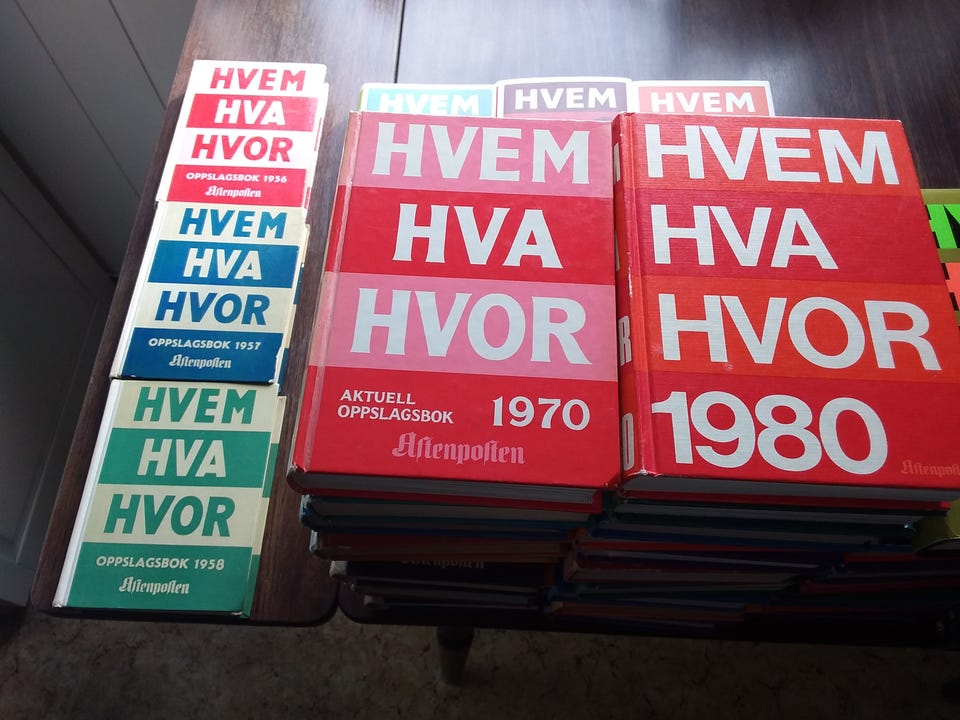 HVEM
HVA
HVOR
OPPSLAGSBOK 1956
Aftenposten
HVEM
HVA
HVOR
OPPSLAGSBOK 1957
Aftenposten
HVEM
HVA
HVOR
OPPSLAGSBOK 1958
Aftenposten
HVEM
HVEM
HVEM
HVEM
HVA
HVOR
AKTUELL
OPPSLAGSBOK 1970
Aftenposten
HVEM
HVA
HVOR
1980
Aftenpost